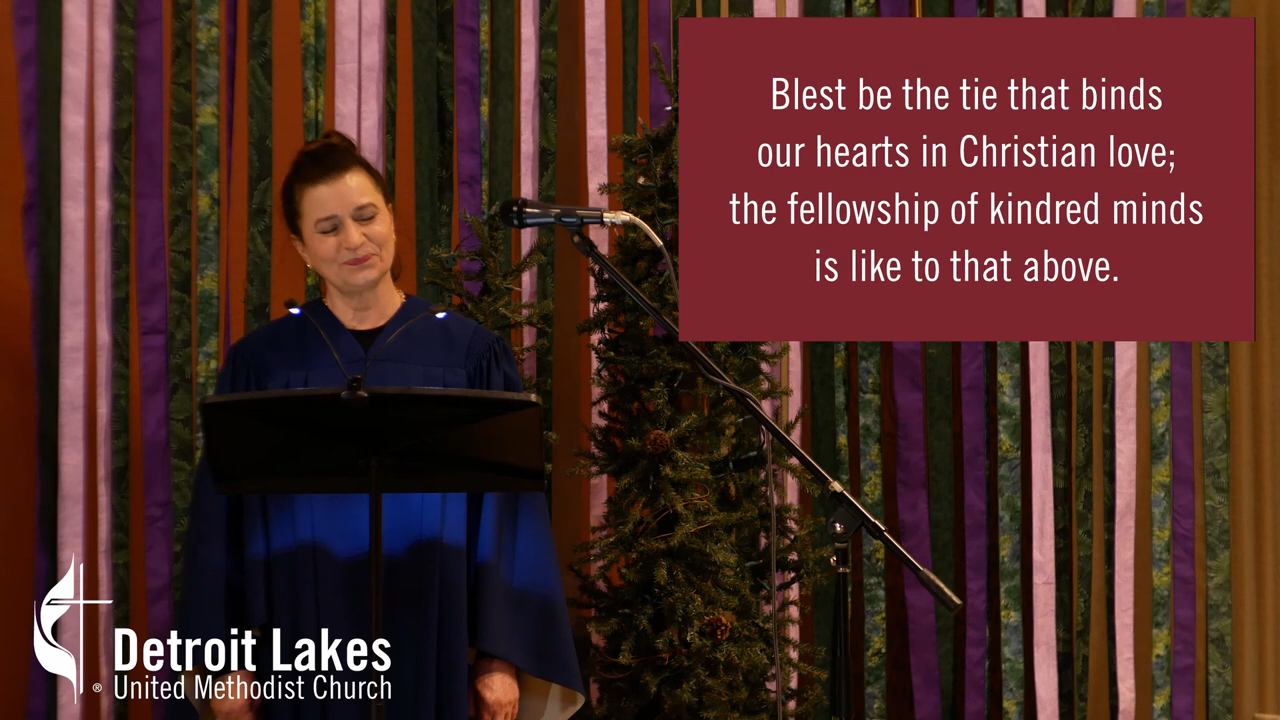 Blest be the tie that binds
our hearts in Christian love;
the fellowship of kindred minds
is like to that above.
Detroit Lakes
® United Methodist Church